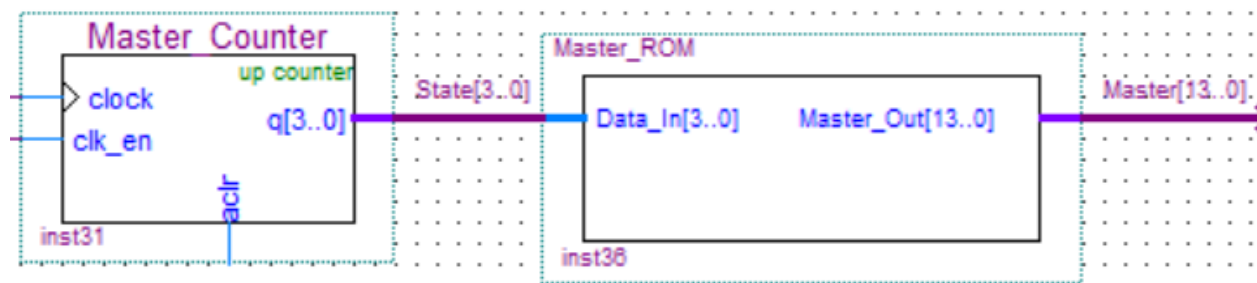 Master_Counter
up counter
clock
clk_en
q[3..0]
aclr
inst31
State[3..0]
Master_ROM
Data_In[3..0]
Master_Out[13..0]
inst36
Master[13..0]